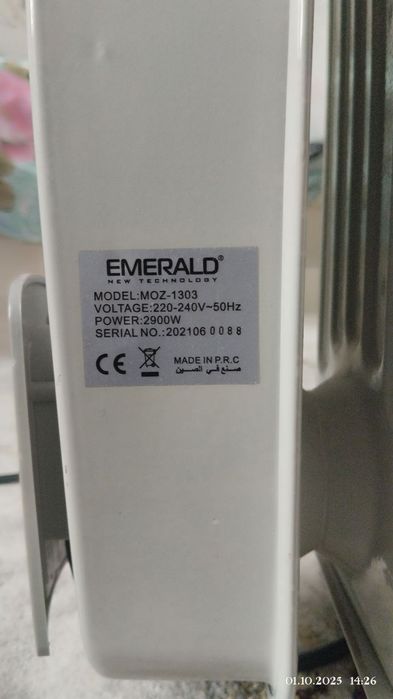 EMERALD®
NEW TECHNOLOGY
MODEL:MOZ-1303
VOLTAGE:220-240V~50Hz
POWER:2900W
SERIAL NO.:202106 0088
CE
MADE IN P.R.C
صنع في الصين
01.10.2025 14:26